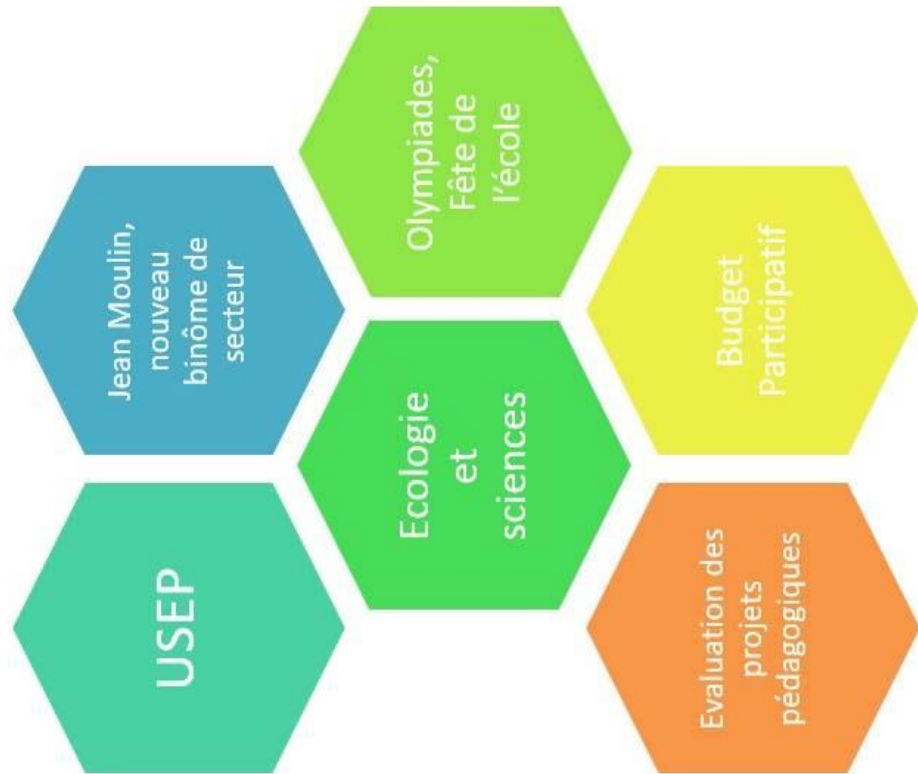 USEP
Jean Moulin,
nouveau
binôme de
secteur
Ecologie
et
sciences
Olympiades,
Fête de
l'école
Evaluation des
projets
pédagogiques
Budget
Participatif